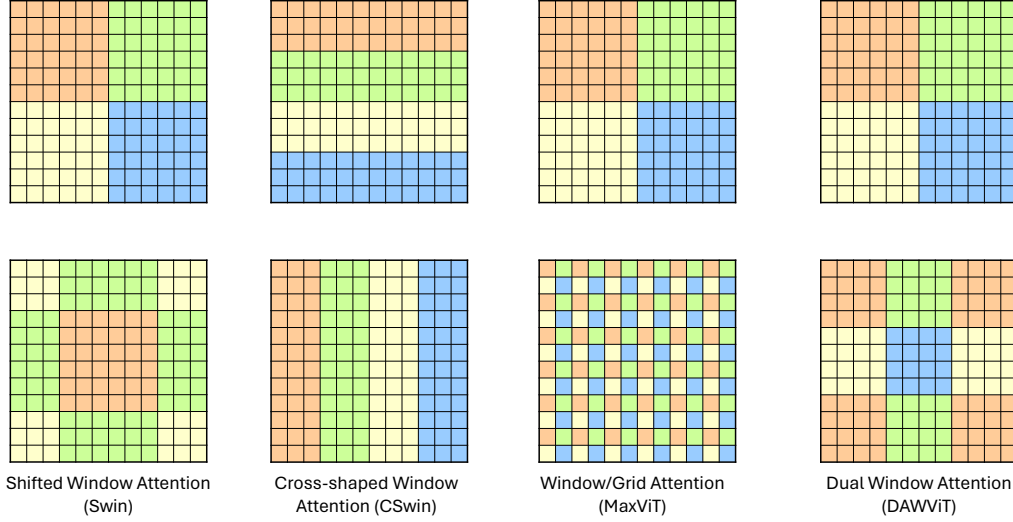 Shifted Window Attention
(Swin)
Cross-shaped Window
Attention (CSwin)
Window/Grid Attention
(MaxViT)
Dual Window Attention
(DAWViT)